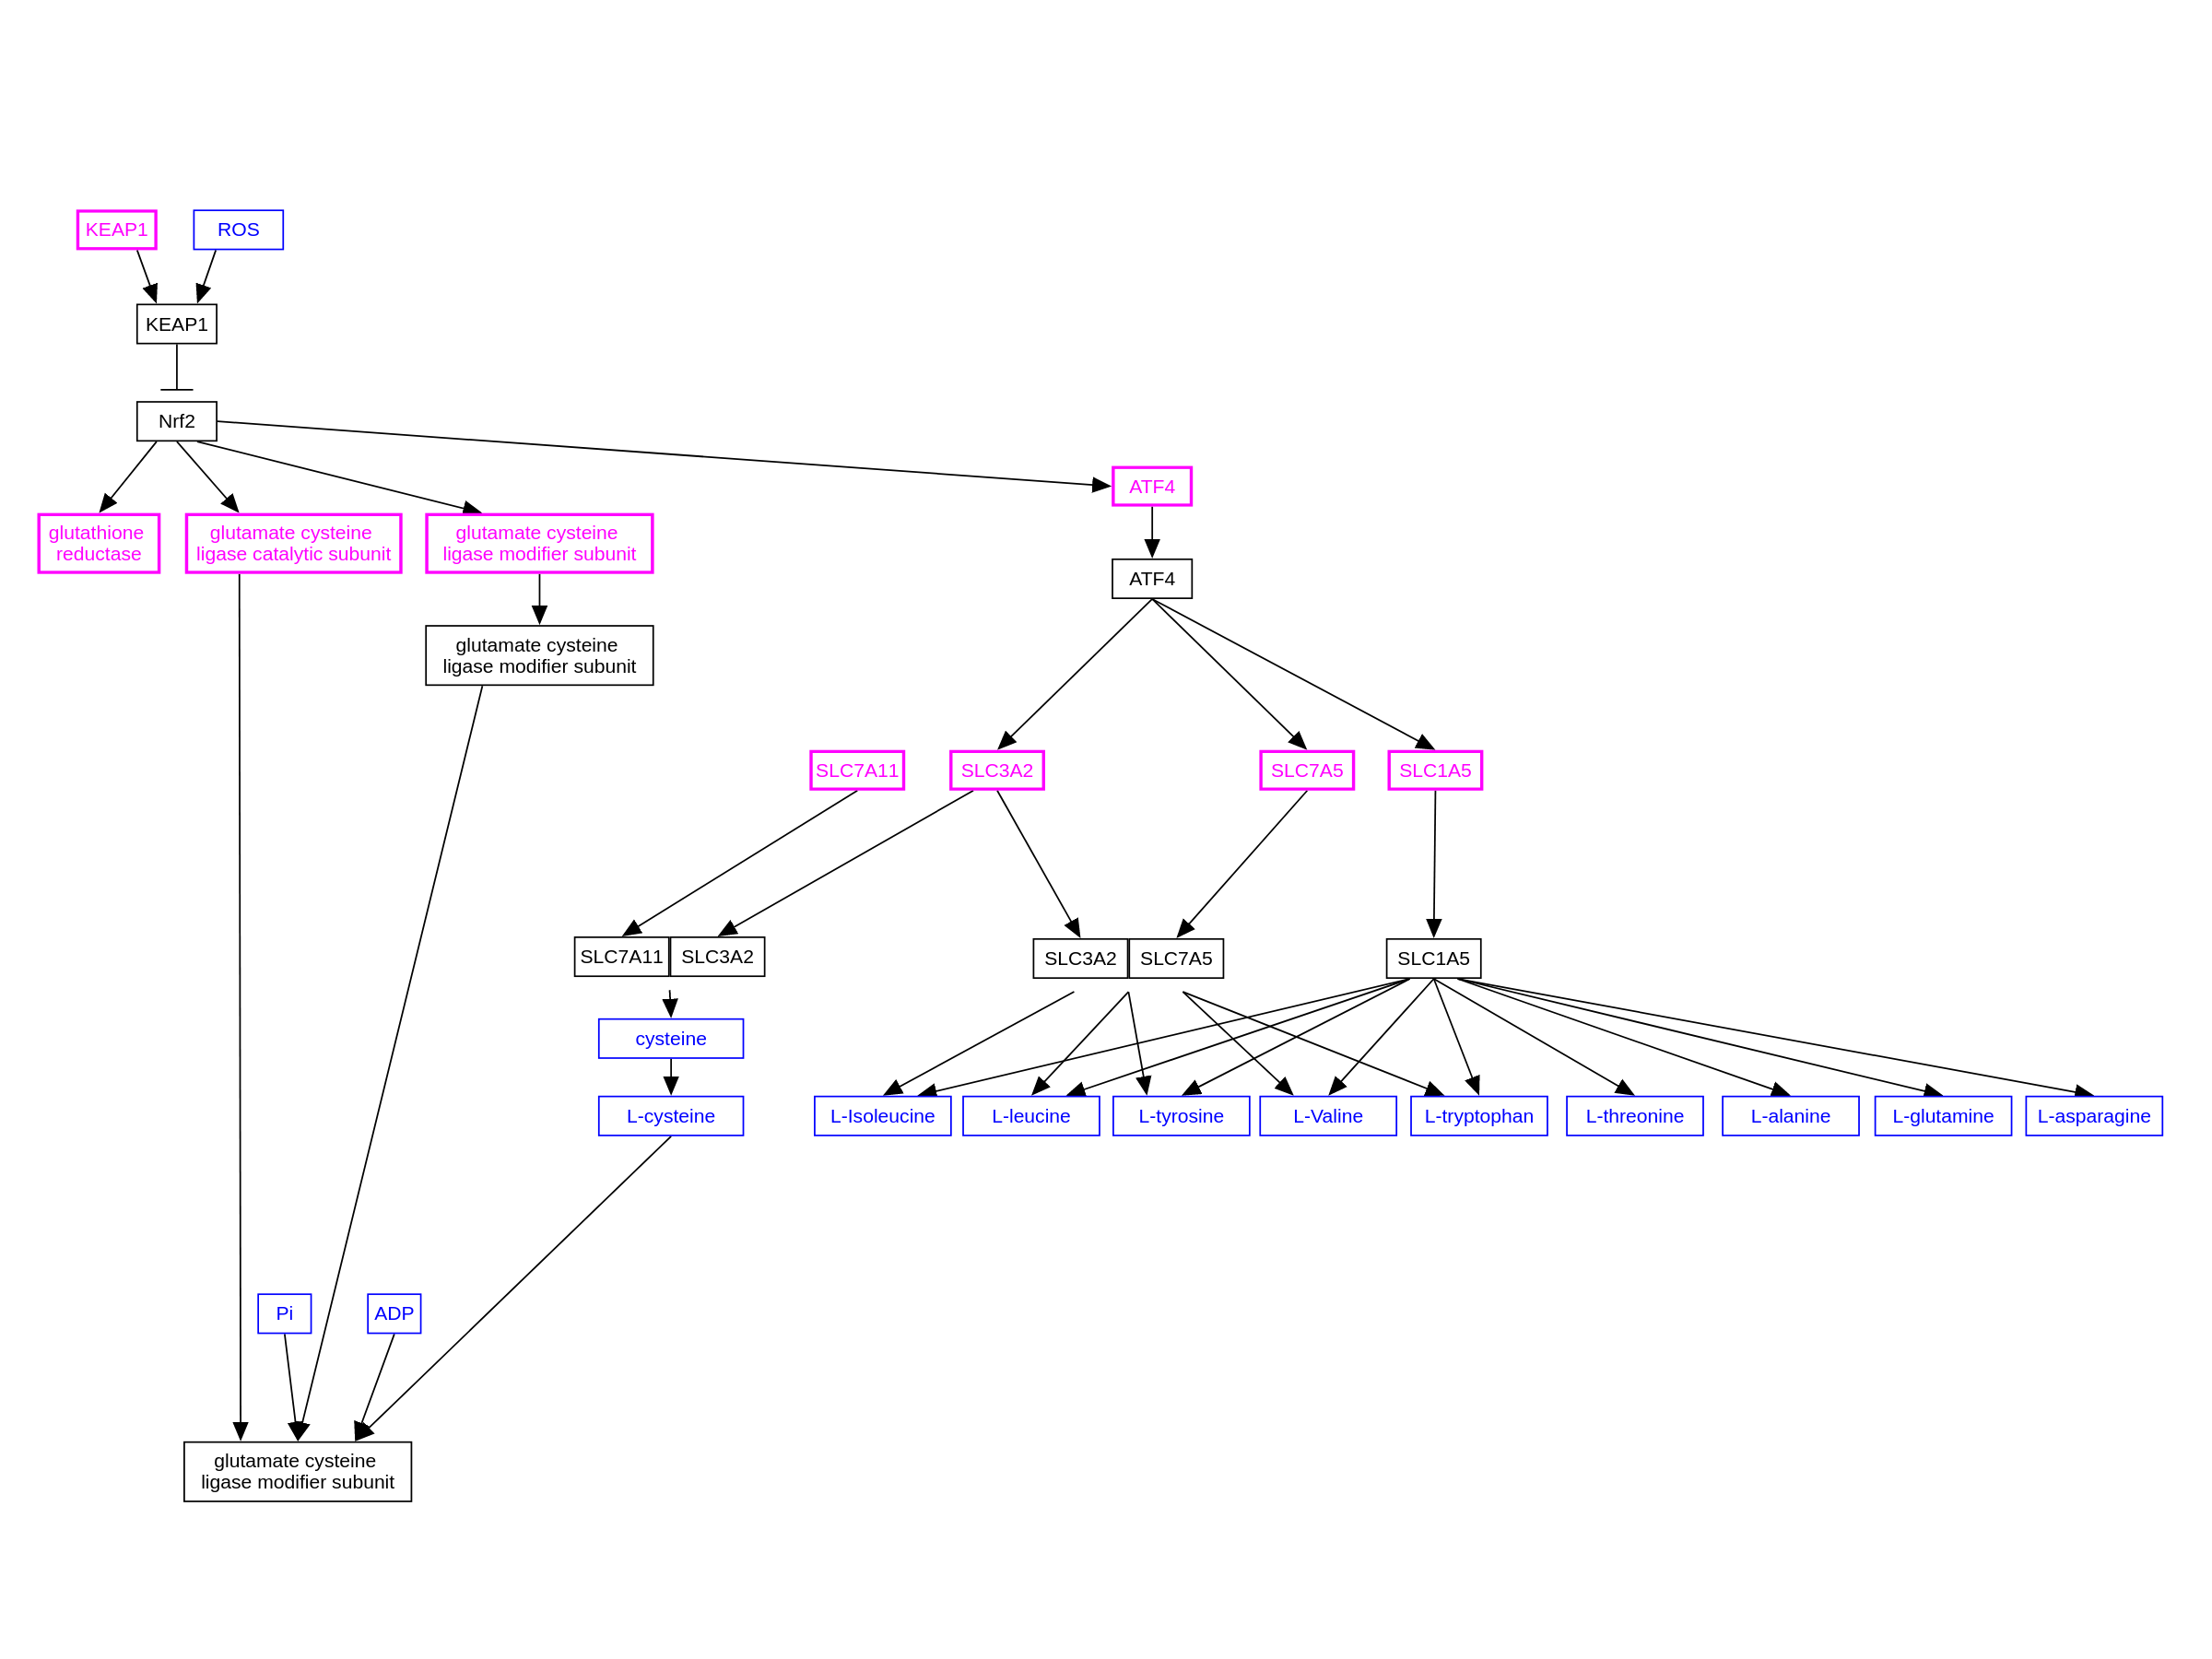 KEAP1
ROS
KEAP1
Nrf2
ATF4
glutathione
reductase
glutamate cysteine
ligase catalytic subunit
glutamate cysteine
ligase modifier subunit
ATF4
glutamate cysteine
ligase modifier subunit
SLC7A11
SLC3A2
SLC7A5
SLC1A5
SLC7A11
SLC3A2
SLC3A2
SLC7A5
SLC1A5
cysteine
L-cysteine
L-Isoleucine
L-leucine
L-tyrosine
L-Valine
L-tryptophan
L-threonine
L-alanine
L-glutamine
L-asparagine
Pi
ADP
glutamate cysteine
ligase modifier subunit